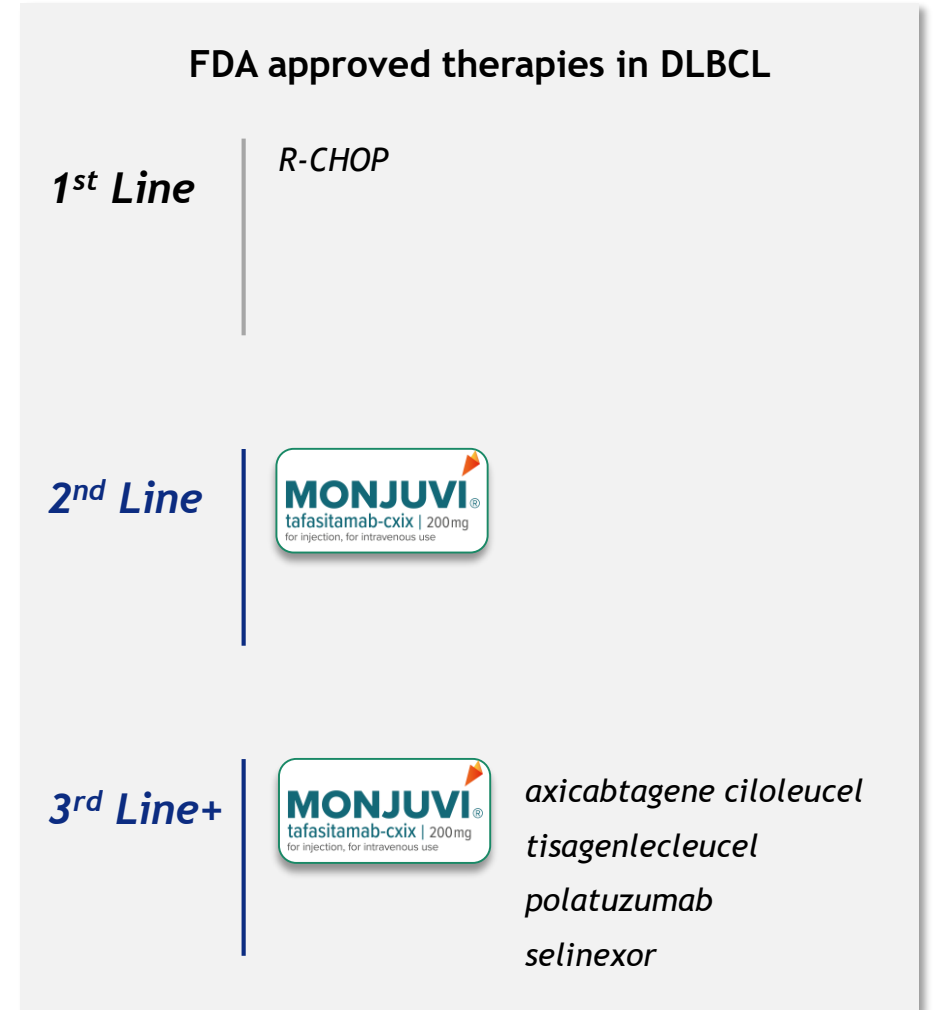 FDA approved therapies in DLBCL
1st Line
R-CHOP
2nd Line
MONJUVI®
tafasitamab-cxix | 200mg
for injection, for intravenous use
3rd Line+
MONJUVI®
tafasitamab-cxix | 200mg
for injection, for intravenous use
axicabtagene ciloleucel
tisagenlecleucel
polatuzumab
selinexor